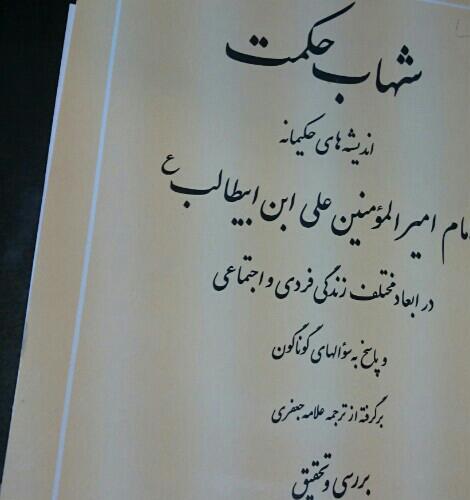 شهاب حکمت
اندیشه های حکیمانه
امام امیرالمؤمنین علی ابن ابیطالب ع
در ابعاد مختلف زندگی فردی و اجتماعی
و پاسخ به سؤالهای گوناگون
برگرفته از ترجمه علامه جعفری
بررسی و تحقیق